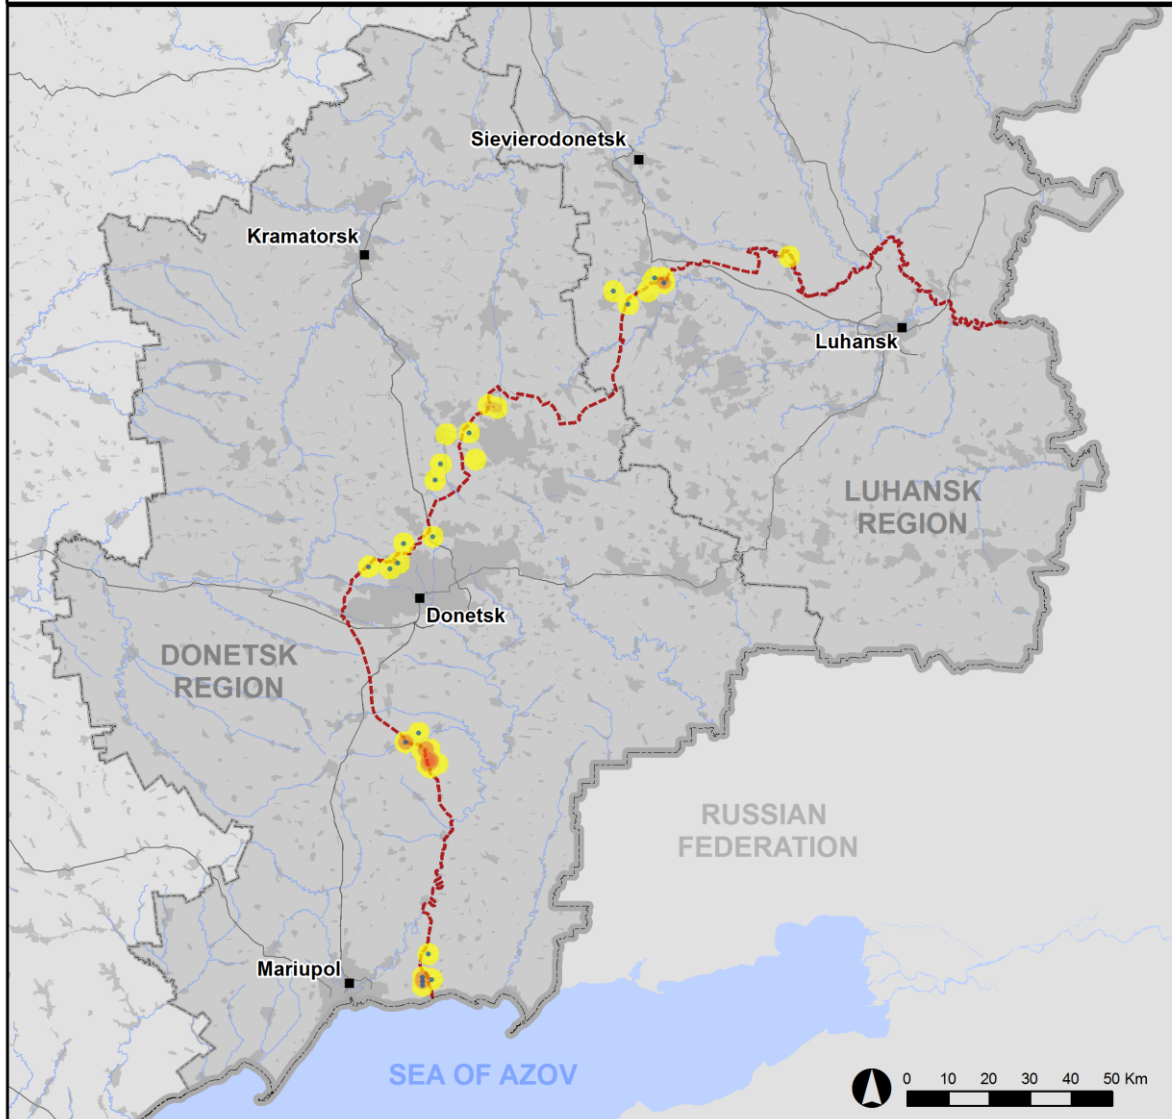 Sievierodonetsk
Kramatorsk
Luhansk
LUHANSK
REGION
Donetsk
DONETSK
REGION
RUSSIAN
FEDERATION
Mariupol
SEA OF AZOV
0 10 20 30 40 50 Km